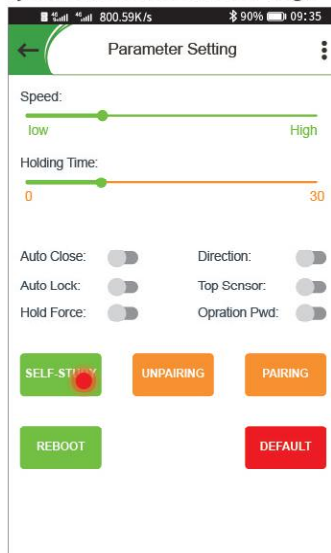 800.59K/s 90% 09:35
Parameter Setting
Speed:
low High
Holding Time:
0 30
Auto Close: Direction:
Auto Lock: Top Sensor:
Hold Force: Opration Pwd:
UNPAIRING PAIRING
REBOOT DEFAULT